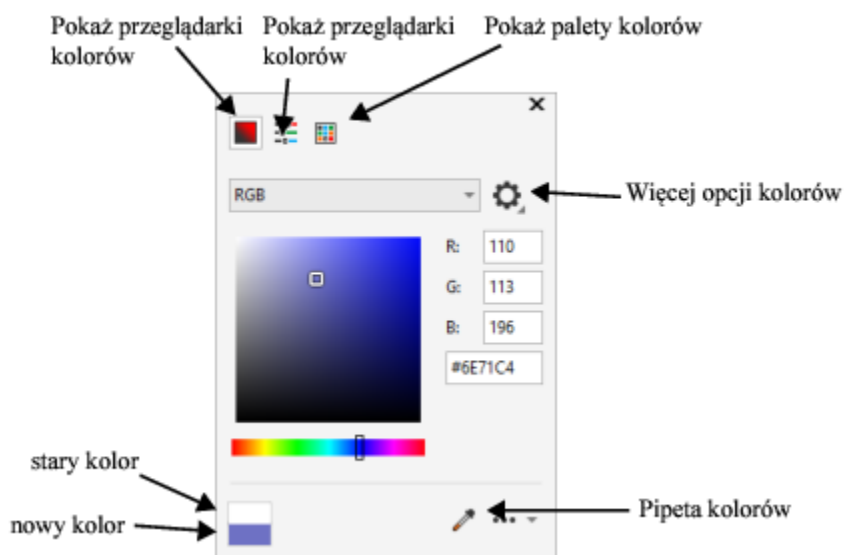 Pokaż przeglądarki
kolorów
Pokaż przeglądarki
kolorów
Pokaż palety kolorów
RGB
Więcej opcji kolorów
R: 110
G: 113
B: 196
#6E71C4
stary kolor
nowy kolor
Pipeta kolorów